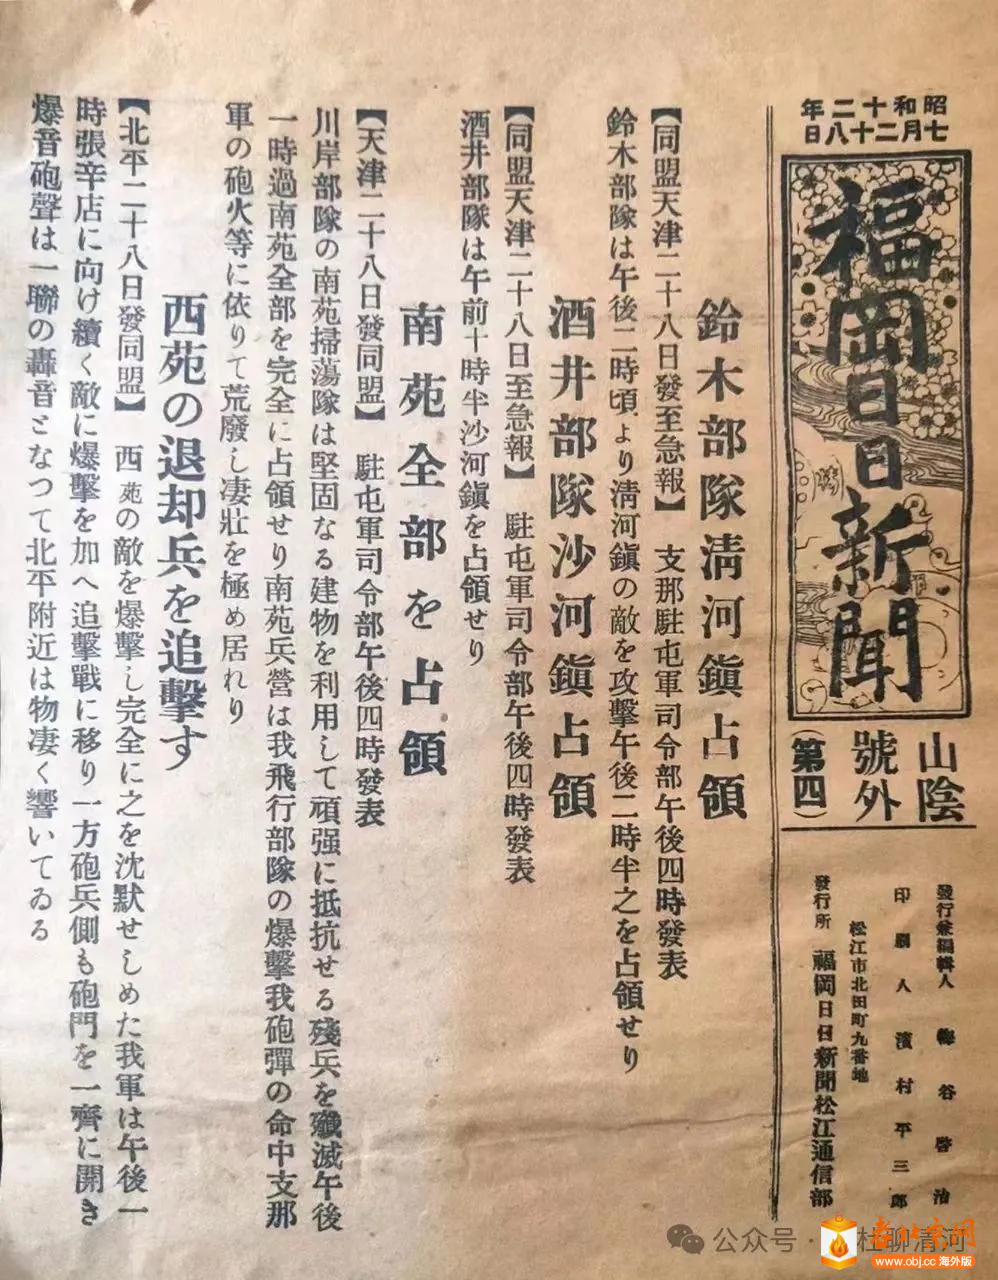 昭和十二年
七月二十八日
福岡日日新聞
山陰
號外
(第四)
發行兼編輯人 梅谷啓治
印刷人 濱村平三郎
松江市北田町九番地
發行所 福岡日日新聞松江通信部
鈴木部隊淸河鎭占領
【同盟天津二十八日發至急報】 支那駐屯軍司令部午後四時發表
鈴木部隊は午後二時頃より淸河鎭の敵を攻擊午後二時半之を占領せり
酒井部隊沙河鎭占領
【同盟天津二十八日至急報】 駐屯軍司令部午後四時發表
酒井部隊は午前十時半沙河鎭を占領せり
南苑全部を占領
【天津二十八日發同盟】 駐屯軍司令部午後四時發表
川岸部隊の南苑掃蕩隊は堅固なる建物を利用して頑强に抵抗せる殘兵を殲滅午後
一時過南苑全部を完全に占領せり南苑兵營は我飛行部隊の爆擊我砲彈の命中支那
軍の砲火等に依りて荒廢し凄壯を極め居れり
西苑の退却兵を追擊す
【北平二十八日發同盟】 西苑の敵を爆擊し完全に之を沈默せしめた我軍は午後一
時張辛店に向け續く敵に爆擊を加へ追擊戰に移り一方砲兵側も砲門を一齊に開き
爆音砲聲は一聯の轟音となつて北平附近は物凄く響いてゐる
公众号·杜聊清河
老北京网
www.obj.cc 海外版